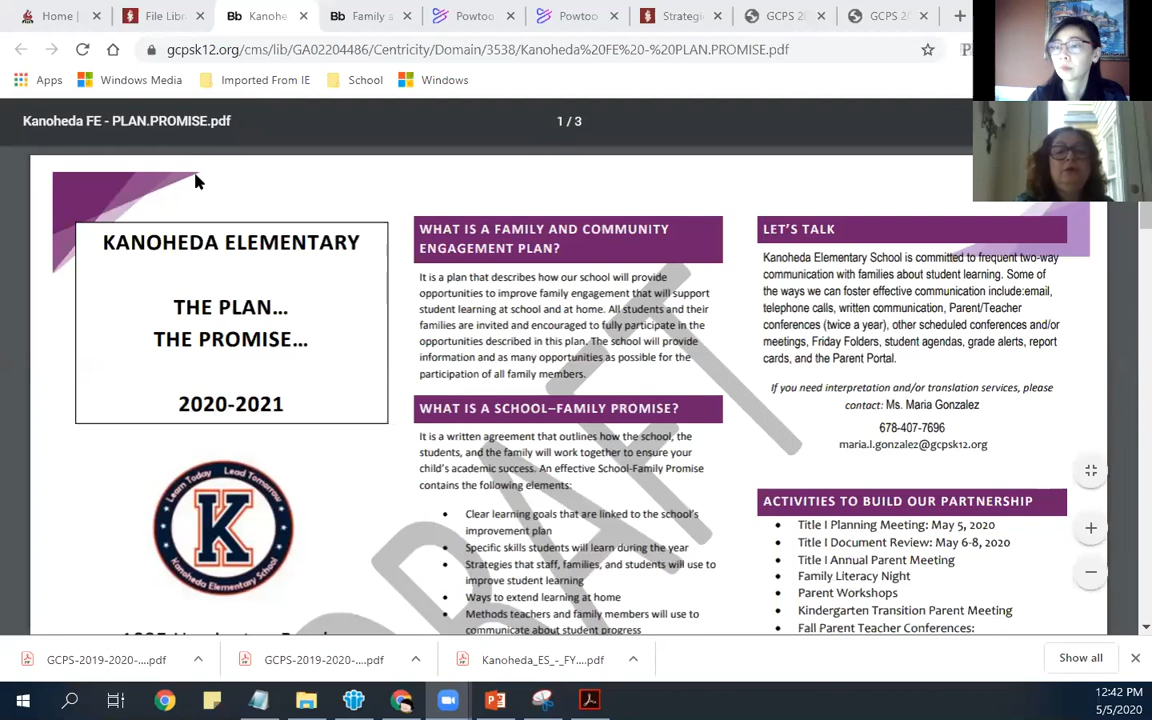 Home |
File Libr
Bb Kanohe
Bb Family s
Powtoo
Powtoo
Strategi
GCPS 2
GCPS 2
gcpsk12.org/cms/lib/GA02204486/Centricity/Domain/3538/Kanoheda%20FE%20-%20PLAN.PROMISE.pdf
Apps
Windows Media
Imported From IE
School
Windows
Kanoheda FE - PLAN.PROMISE.pdf
1 / 3
KANOHEDA ELEMENTARY
THE PLAN...
THE PROMISE...
2020-2021
Learn Today Lead Tomorrow
K
Kanoheda Elementary School
WHAT IS A FAMILY AND COMMUNITY
ENGAGEMENT PLAN?
It is a plan that describes how our school will provide
opportunities to improve family engagement that will support
student learning at school and at home. All students and their
families are invited and encouraged to fully participate in the
opportunities described in this plan. The school will provide
information and as many opportunities as possible for the
participation of all family members.
WHAT IS A SCHOOL–FAMILY PROMISE?
It is a written agreement that outlines how the school, the
students, and the family will work together to ensure your
child's academic success. An effective School-Family Promise
contains the following elements:
• Clear learning goals that are linked to the school's
improvement plan
• Specific skills students will learn during the year
• Strategies that staff, families, and students will use to
improve student learning
• Ways to extend learning at home
• Methods teachers and family members will use to
communicate about student progress
DRAFT
LET'S TALK
Kanoheda Elementary School is committed to frequent two-way
communication with families about student learning. Some of
the ways we can foster effective communication include:email,
telephone calls, written communication, Parent/Teacher
conferences (twice a year), other scheduled conferences and/or
meetings, Friday Folders, student agendas, grade alerts, report
cards, and the Parent Portal.
If you need interpretation and/or translation services, please
contact: Ms. Maria Gonzalez
678-407-7696
maria.l.gonzalez@gcpsk12.org
ACTIVITIES TO BUILD OUR PARTNERSHIP
• Title I Planning Meeting: May 5, 2020
• Title I Document Review: May 6-8, 2020
• Title I Annual Parent Meeting
• Family Literacy Night
• Parent Workshops
• Kindergarten Transition Parent Meeting
• Fall Parent Teacher Conferences:
GCPS-2019-2020-....pdf
GCPS-2019-2020-....pdf
Kanoheda_ES_-_FY....pdf
Show all
12:42 PM
5/5/2020